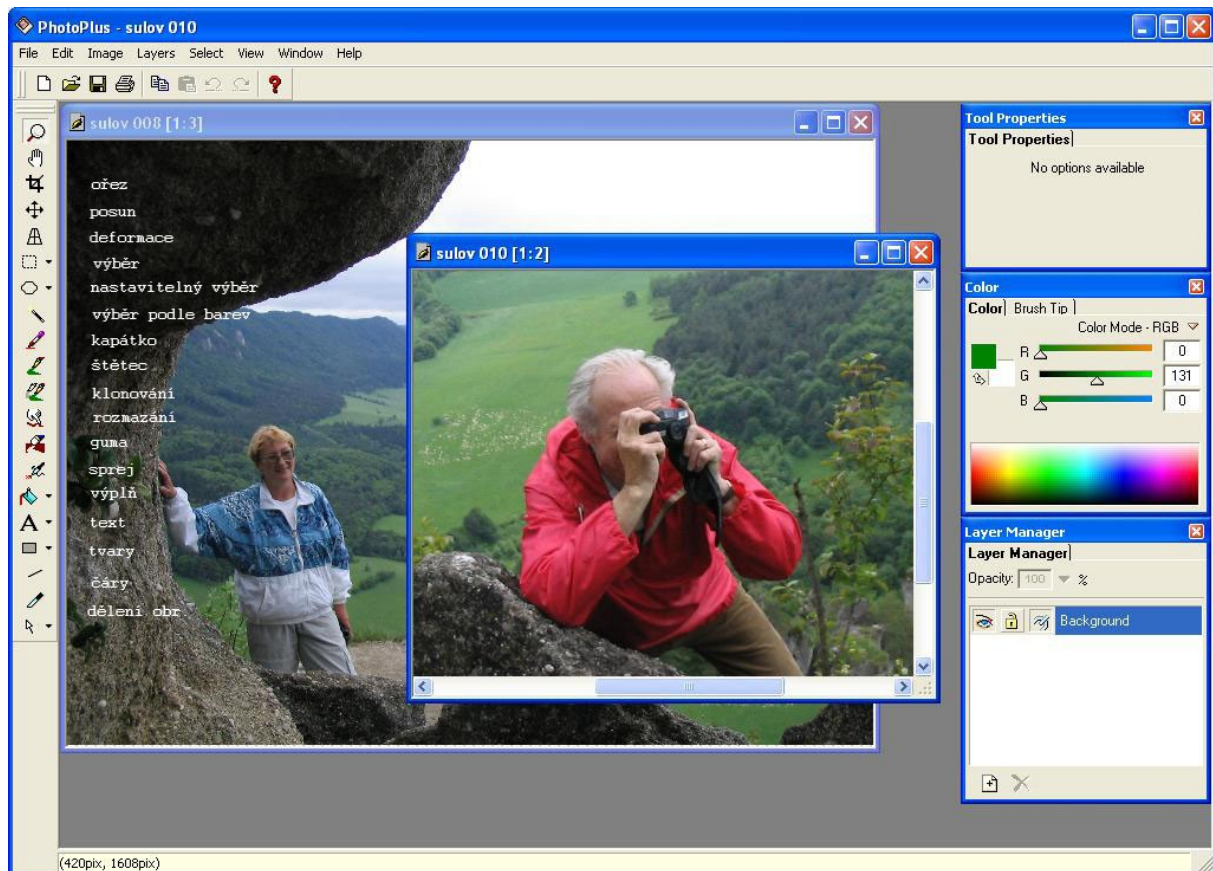 PhotoPlus - sulov 010
File Edit Image Layers Select View Window Help
sulov 008 [1:3]
ořez
posun
deformace
výběr
nastavitelný výběr
výběr podle barev
kapátko
štětec
klonování
rozmazání
guma
sprej
výplň
text
tvary
čáry
dělení obr
sulov 010 [1:2]
Tool Properties
Tool Properties
No options available
Color
Color Brush Tip
Color Mode - RGB
R 0
G 131
B 0
Layer Manager
Layer Manager
Opacity: 100 %
Background
(420pix, 1608pix)